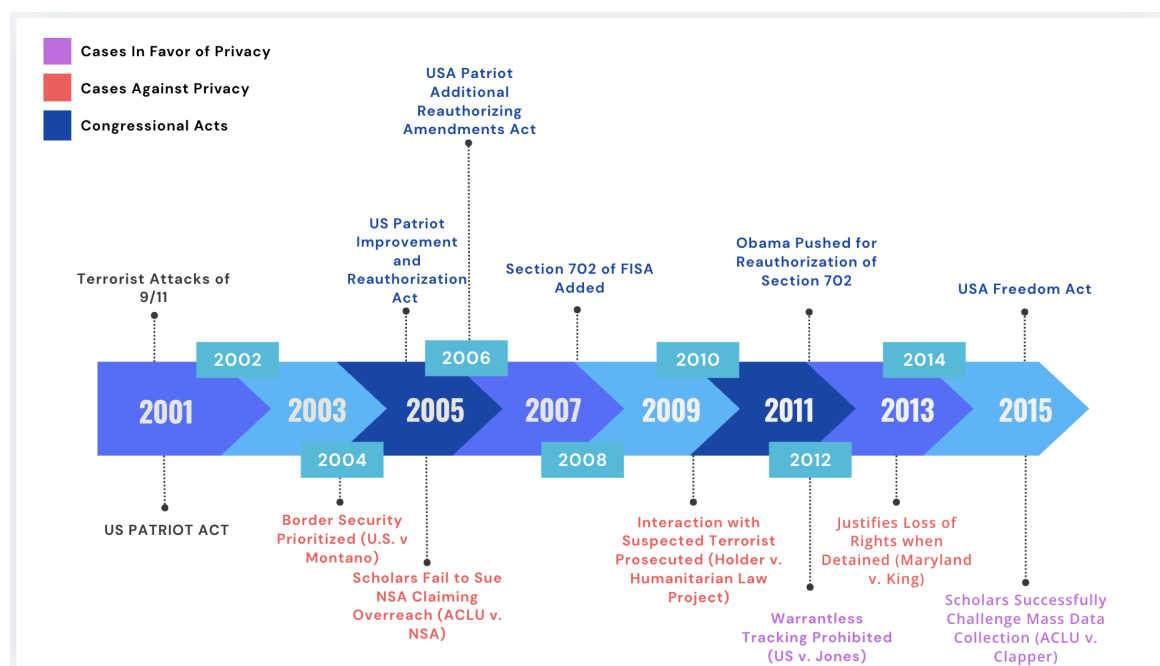 Cases In Favor of Privacy
Cases Against Privacy
Congressional Acts
USA Patriot
Additional
Reauthorizing
Amendments Act
US Patriot
Improvement
and
Reauthorization
Act
Terrorist Attacks of
9/11
Section 702 of FISA
Added
Obama Pushed for
Reauthorization of
Section 702
USA Freedom Act
2002
2006
2010
2014
2001
2003
2005
2007
2009
2011
2013
2015
2004
2008
2012
US PATRIOT ACT
Border Security
Prioritized (U.S. v
Montano)
Scholars Fail to Sue
NSA Claiming
Overreach (ACLU v.
NSA)
Interaction with
Suspected Terrorist
Prosecuted (Holder v.
Humanitarian Law
Project)
Warrantless
Tracking Prohibited
(US v. Jones)
Justifies Loss of
Rights when
Detained (Maryland
v. King)
Scholars Successfully
Challenge Mass Data
Collection (ACLU v.
Clapper)